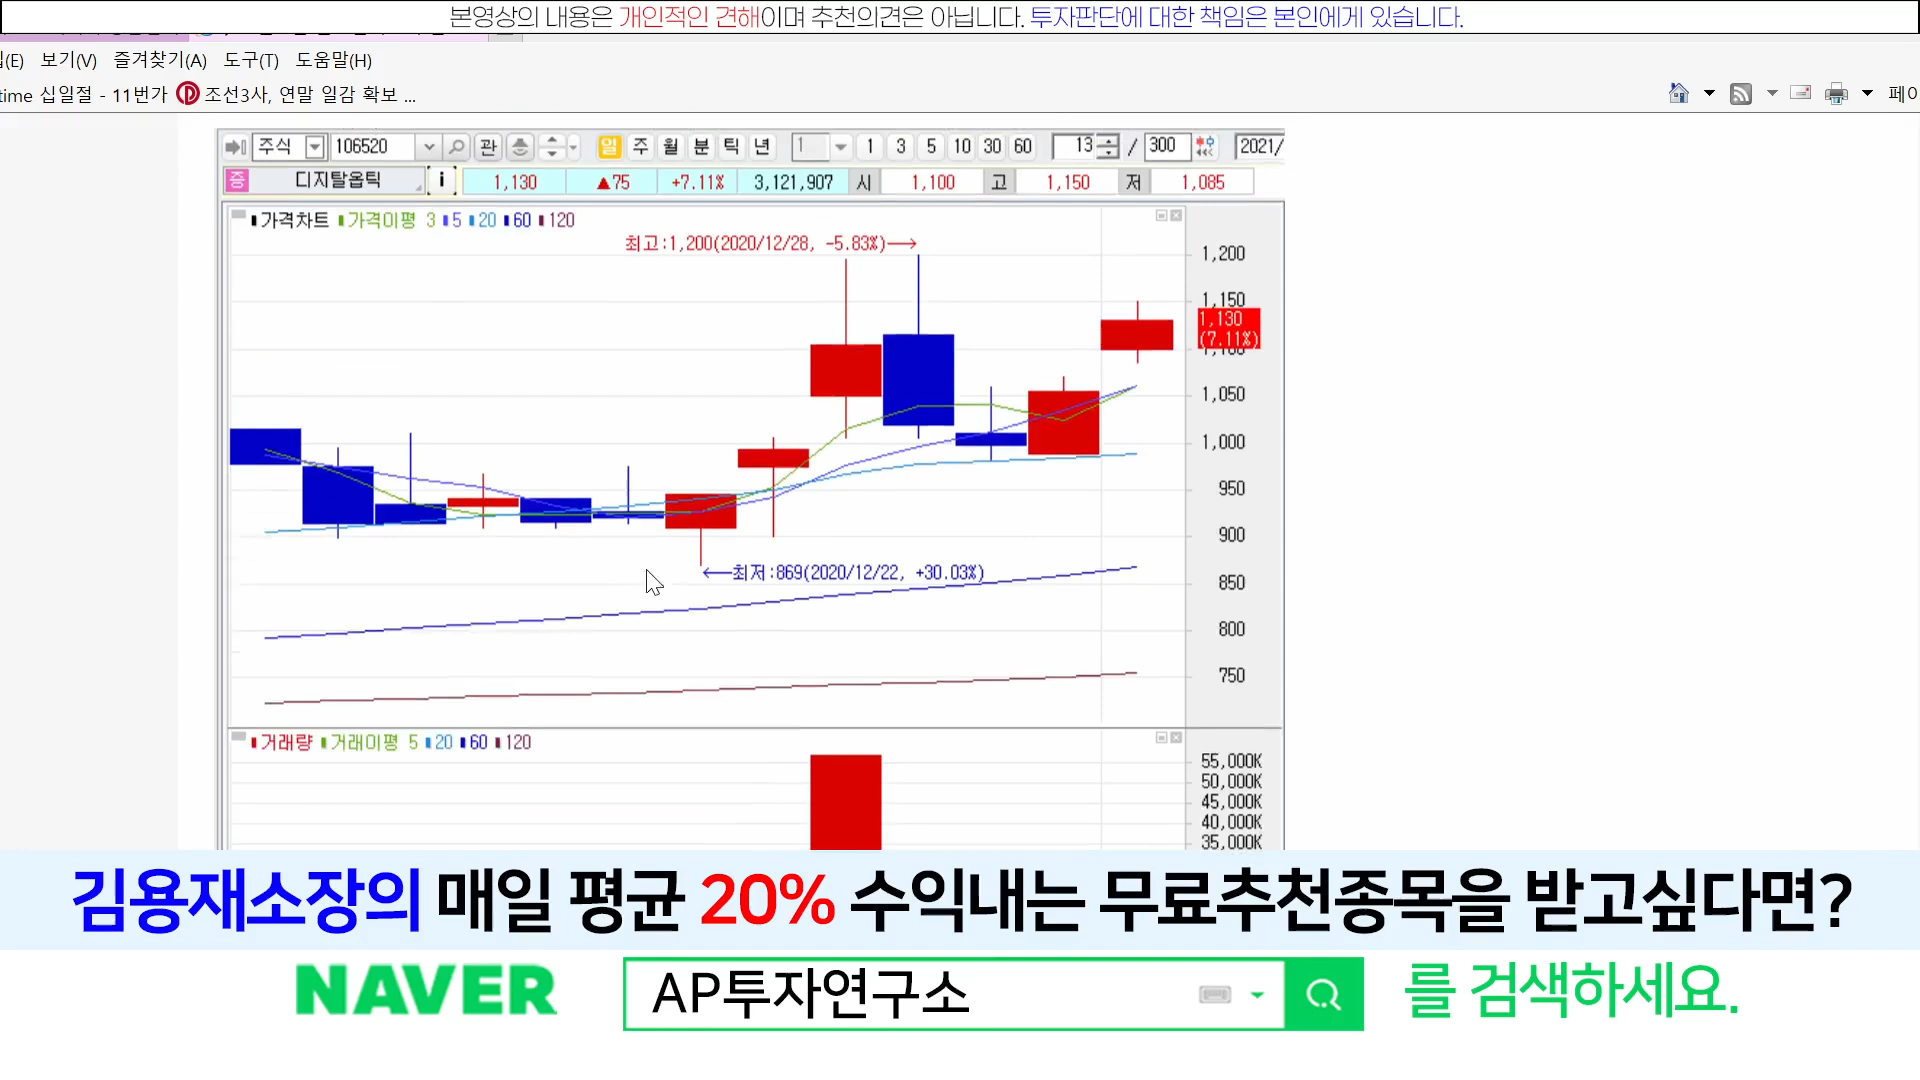 본영상의 내용은 개인적인 견해이며 추천의견은 아닙니다. 투자판단에 대한 책임은 본인에게 있습니다.
(E) 보기(V) 즐겨찾기(A) 도구(T) 도움말(H)
time 십일절 - 11번가 조선3사, 연말 일감 확보 ... 페이
주식 106520 관 일 주 월 분 틱 년 1 1 3 5 10 30 60 13 / 300 2021/
증 디지탈옵틱 i 1,130 ▲75 +7.11% 3,121,907 시 1,100 고 1,150 저 1,085
가격차트 가격이평 3 5 20 60 120
최고:1,200(2020/12/28, -5.83%)→
1,200
1,150
1,130
(7.11%)
1,100
1,050
1,000
950
900
←최저:869(2020/12/22, +30.03%)
850
800
750
거래량 거래이평 5 20 60 120
55,000K
50,000K
45,000K
40,000K
35,000K
김용재소장의 매일 평균 20% 수익내는 무료추천종목을 받고싶다면?
NAVER AP투자연구소 를 검색하세요.